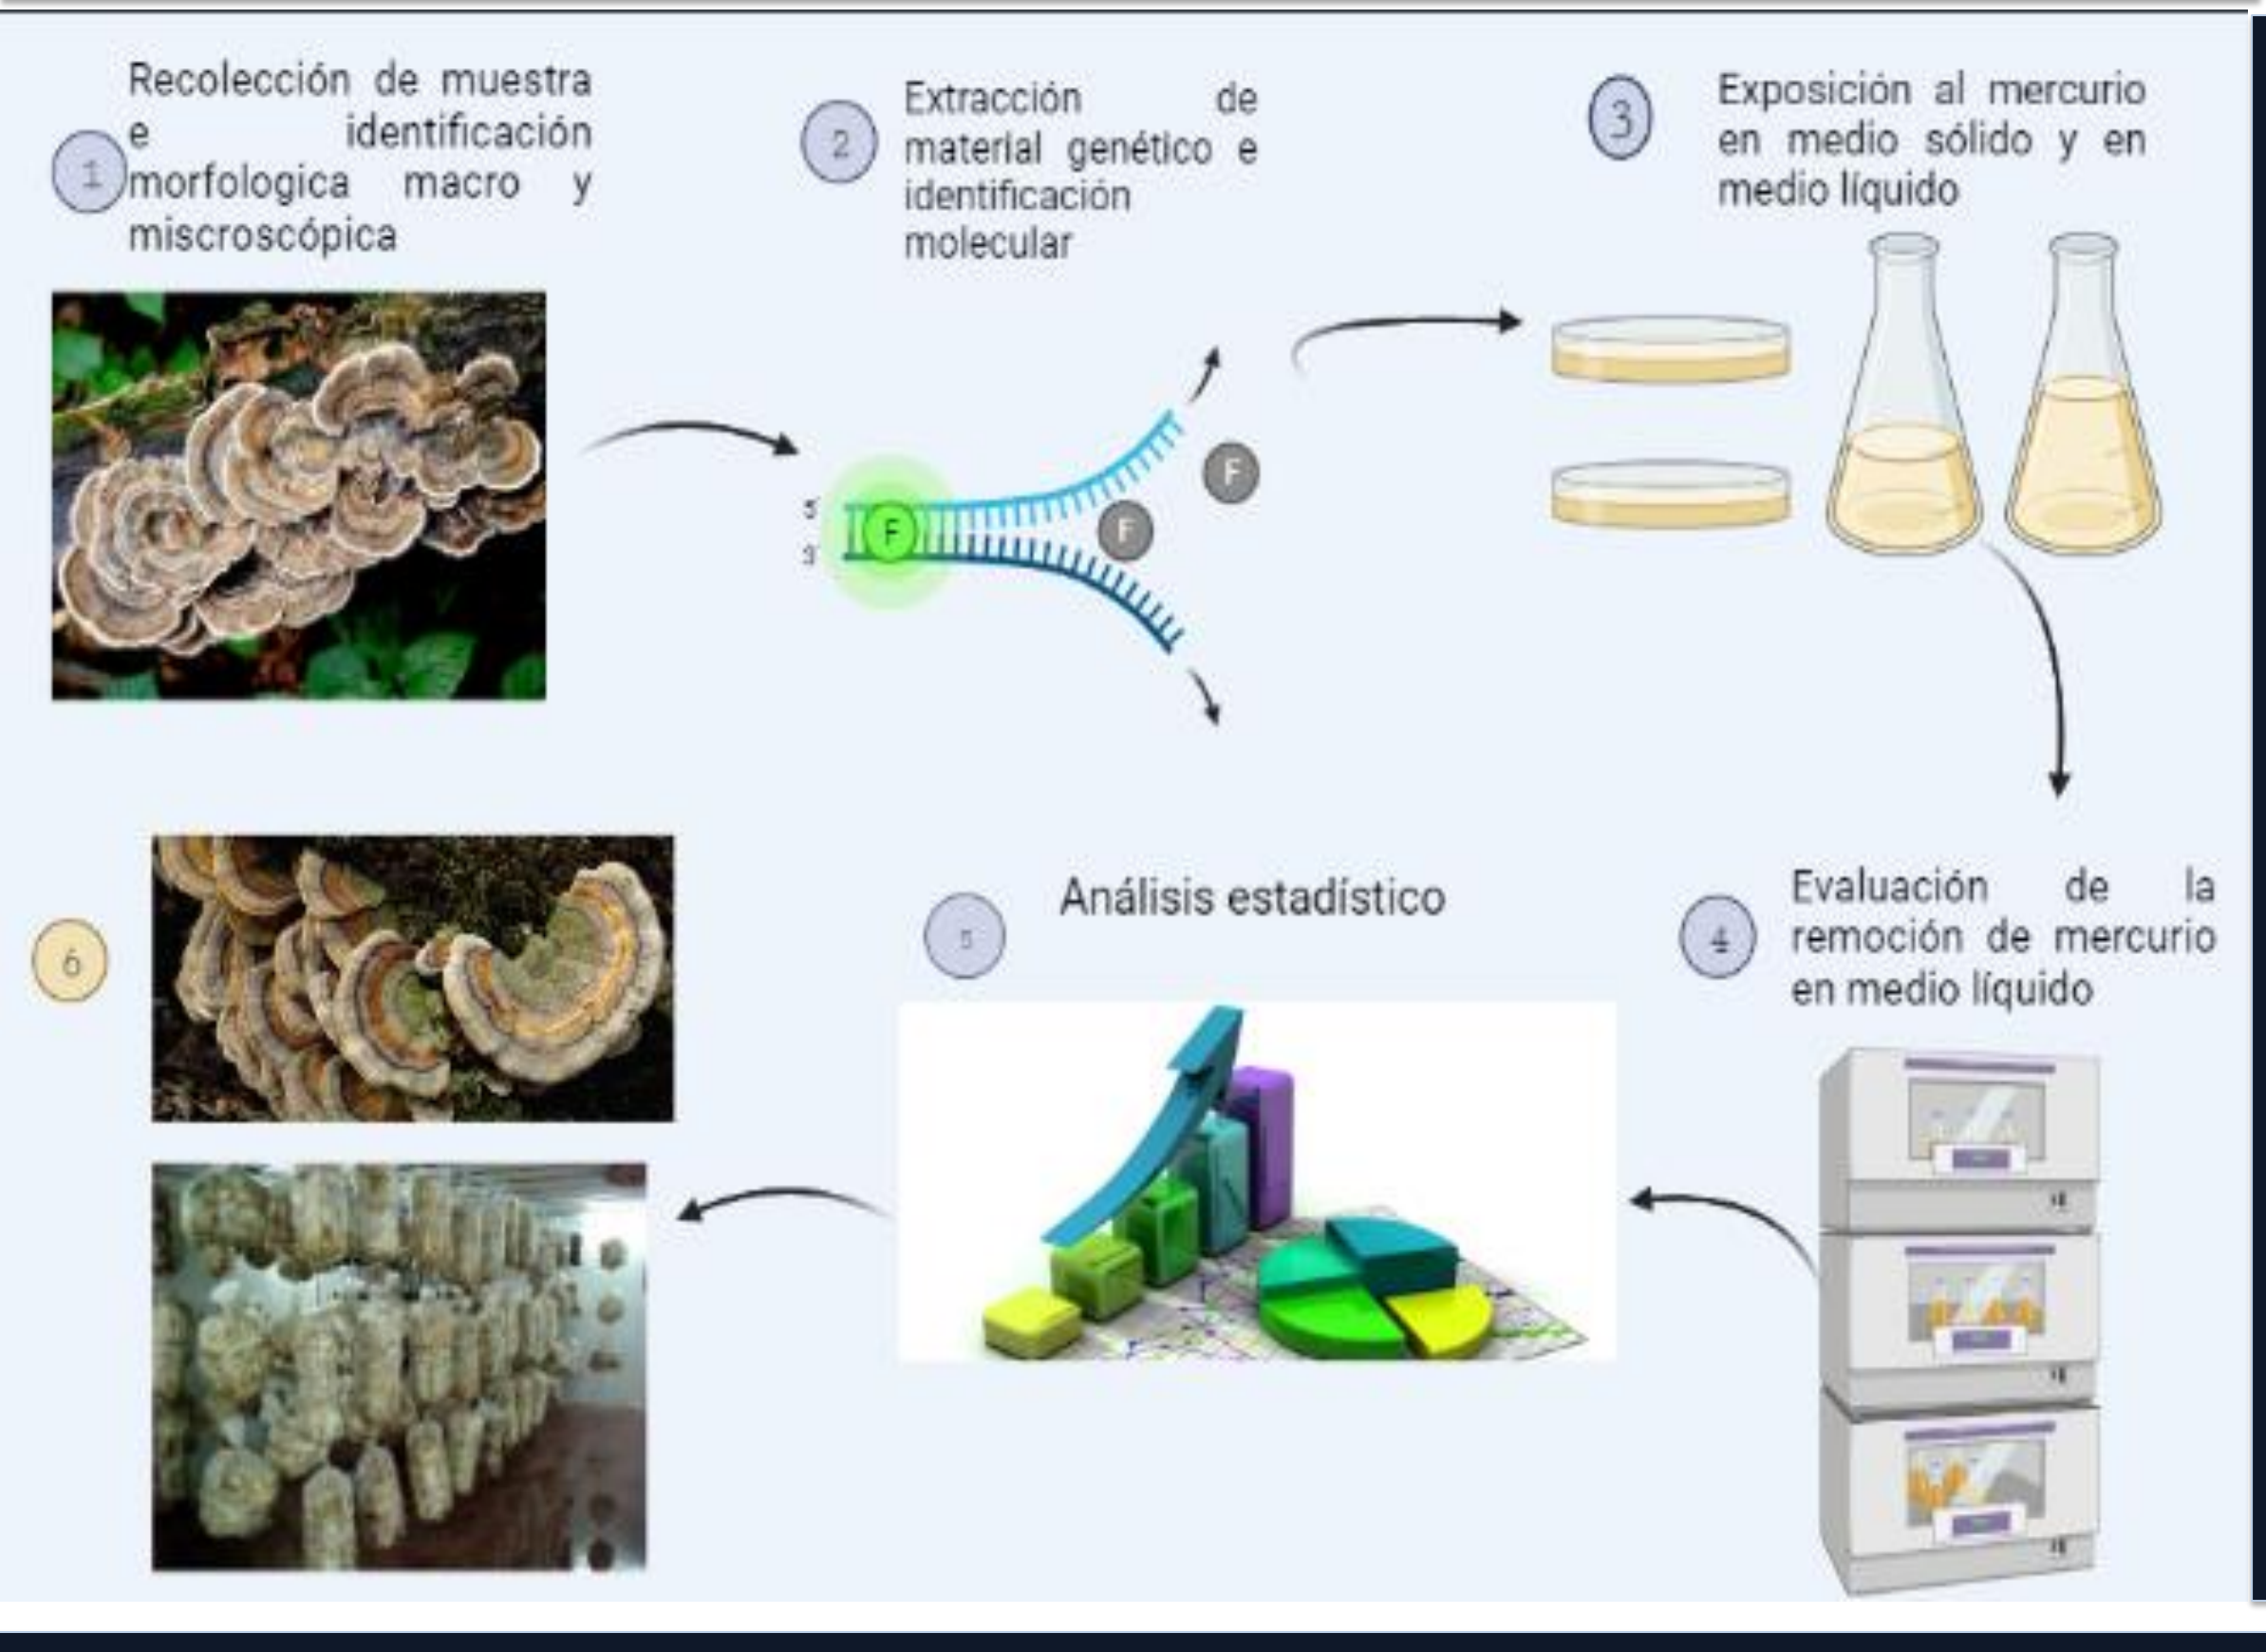 1
Recolección de muestra
e identificación
morfologica macro y
miscroscópica
2
Extracción de
material genético e
identificación
molecular
3
Exposición al mercurio
en medio sólido y en
medio líquido
F
F
F
6
5
Análisis estadístico
4
Evaluación de la
remoción de mercurio
en medio líquido